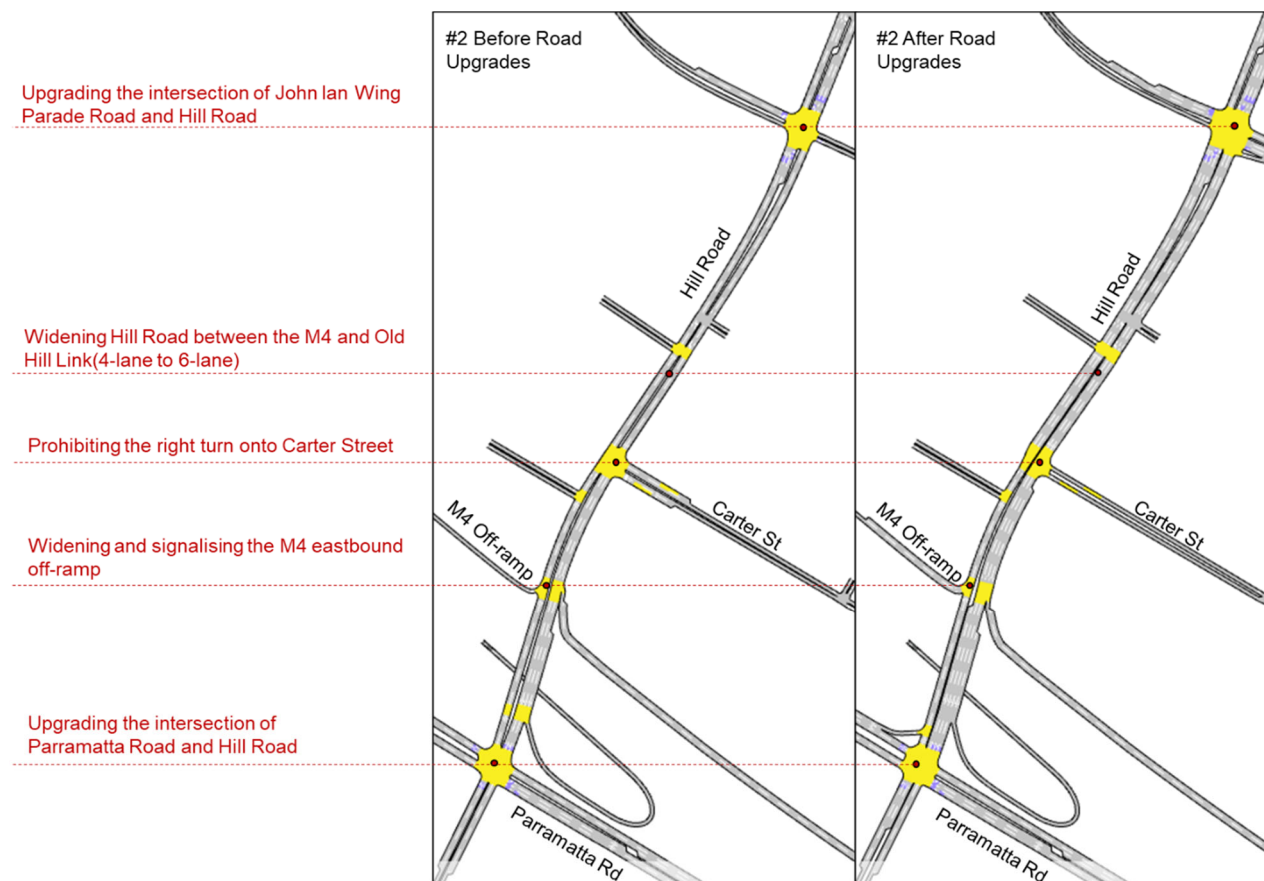 #2 Before Road
Upgrades
#2 After Road
Upgrades
Upgrading the intersection of John Ian Wing
Parade Road and Hill Road
Hill Road
Hill Road
Widening Hill Road between the M4 and Old
Hill Link(4-lane to 6-lane)
Prohibiting the right turn onto Carter Street
Carter St
Carter St
M4 Off-ramp
M4 Off-ramp
Widening and signalising the M4 eastbound
off-ramp
Upgrading the intersection of
Parramatta Road and Hill Road
Parramatta Rd
Parramatta Rd